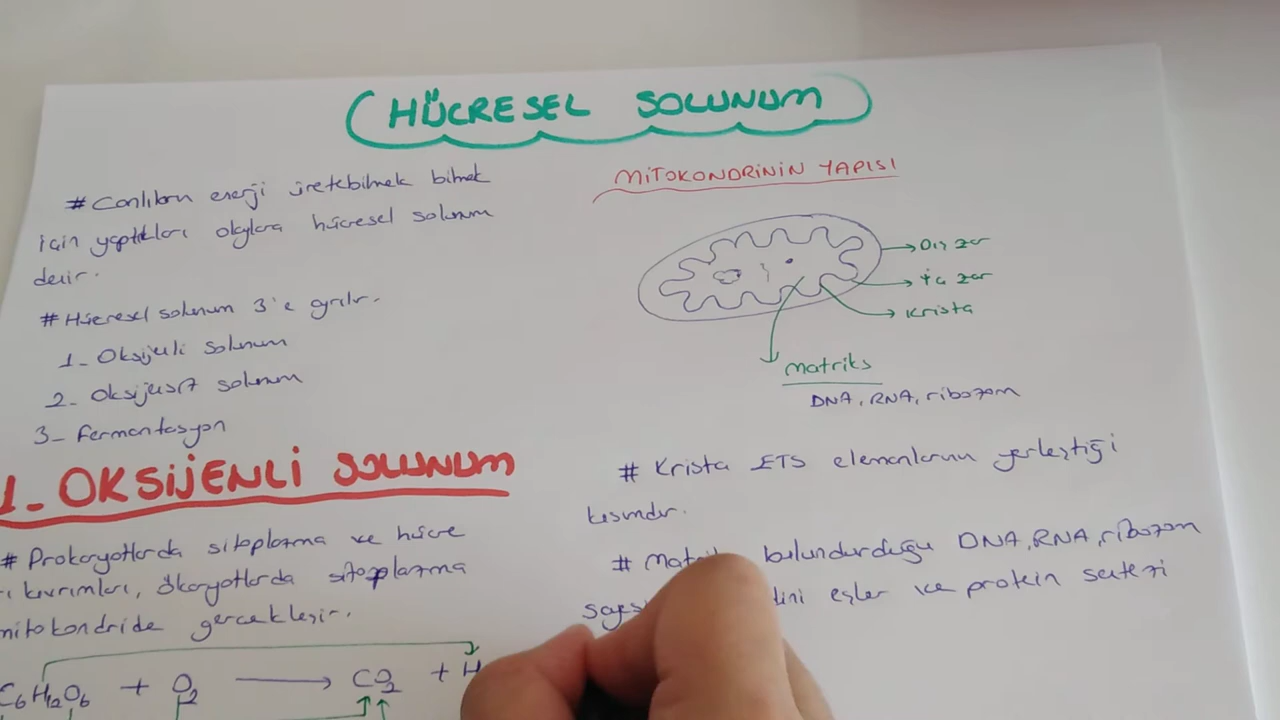 HÜCRESEL SOLUNUM
# Canlıların enerji üretebilmek bilmek
için yaptıkları olaylara hücresel solunum
denir.
# Hücresel solunum 3'e ayrılır.
1- Oksijenli solunum
2- Oksijensiz solunum
3- Fermantasyon
1- OKSİJENLİ SOLUNUM
# Prokaryotlarda sitoplazma ve hücre
kıvrımları, ökaryotlarda sitoplazma
mitokondride gerçekleşir.
C6H12O6 + O2 → CO2 + H
MİTOKONDRİNİN YAPISI
Dış zar
İç zar
Krista
Matriks
DNA, RNA, ribozom
# Krista ETS elemanlarının yerleştiği
kısmıdır.
# bulundurduğu DNA, RNA, ribozom
eşler ve protein sentezi